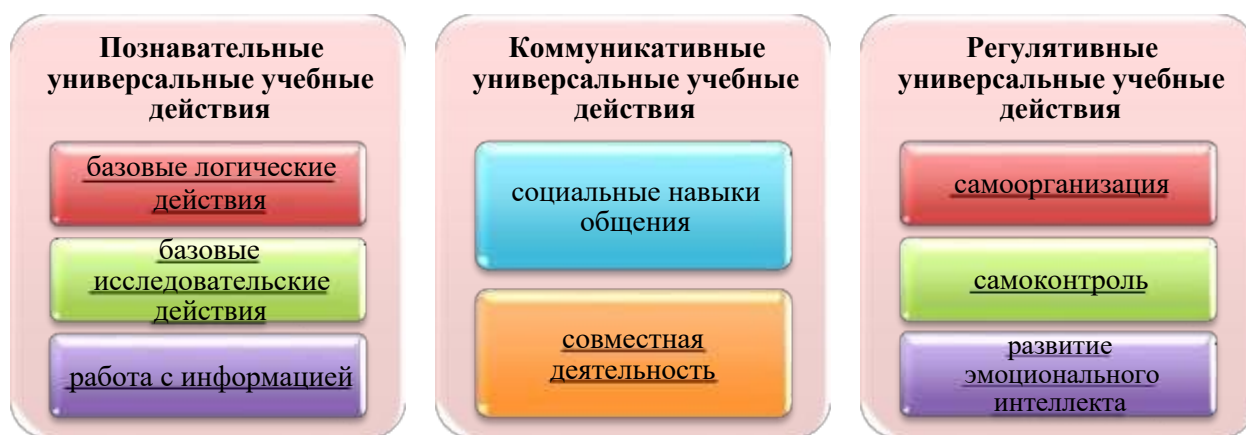 Познавательные
универсальные учебные
действия
базовые логические
действия
базовые
исследовательские
действия
работа с информацией
Коммуникативные
универсальные учебные
действия
социальные навыки
общения
совместная
деятельность
Регулятивные
универсальные учебные
действия
самоорганизация
самоконтроль
развитие
эмоционального
интеллекта